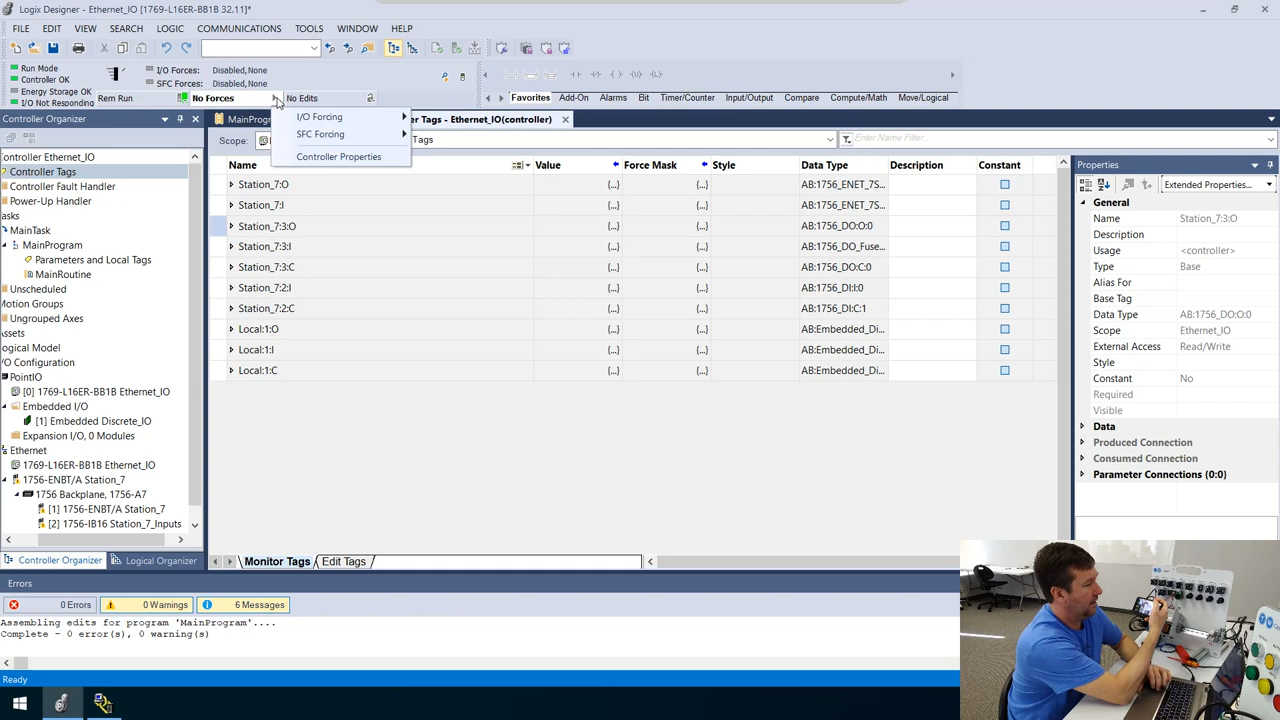 Logix Designer - Ethernet_IO [1769-L16ER-BB1B 32.11]*
FILE EDIT VIEW SEARCH LOGIC COMMUNICATIONS TOOLS WINDOW HELP
Run Mode
Controller OK
Energy Storage OK
I/O Not Responding
I/O Forces: Disabled,None
SFC Forces: Disabled,None
Rem Run No Forces No Edits
Favorites Add-On Alarms Bit Timer/Counter Input/Output Compare Compute/Math Move/Logical
I/O Forcing
SFC Forcing
Controller Properties
Controller Organizer
ontroller Ethernet_IO
Controller Tags
Controller Fault Handler
Power-Up Handler
asks
MainTask
MainProgram
Parameters and Local Tags
MainRoutine
Unscheduled
Motion Groups
Ungrouped Axes
Assets
ogical Model
/O Configuration
PointIO
[0] 1769-L16ER-BB1B Ethernet_IO
Embedded I/O
[1] Embedded Discrete_IO
Expansion I/O, 0 Modules
Ethernet
1769-L16ER-BB1B Ethernet_IO
1756-ENBT/A Station_7
1756 Backplane, 1756-A7
[1] 1756-ENBT/A Station_7
[2] 1756-IB16 Station_7_Inputs
Controller Organizer Logical Organizer
MainProg er Tags - Ethernet_IO(controller)
Scope: Tags Enter Name Filter...
Name Value Force Mask Style Data Type Description Constant
Station_7:O {...} {...} AB:1756_ENET_7S...
Station_7:I {...} {...} AB:1756_ENET_7S...
Station_7:3:O {...} {...} AB:1756_DO:O:0
Station_7:3:I {...} {...} AB:1756_DO_Fuse...
Station_7:3:C {...} {...} AB:1756_DO:C:0
Station_7:2:I {...} {...} AB:1756_DI:I:0
Station_7:2:C {...} {...} AB:1756_DI:C:1
Local:1:O {...} {...} AB:Embedded_Di...
Local:1:I {...} {...} AB:Embedded_Di...
Local:1:C {...} {...} AB:Embedded_Di...
Monitor Tags Edit Tags
Properties
Extended Properties...
General
Name Station_7:3:O
Description
Usage <controller>
Type Base
Alias For
Base Tag
Data Type AB:1756_DO:O:0
Scope Ethernet_IO
External Access Read/Write
Style
Constant No
Required
Visible
Data
Produced Connection
Consumed Connection
Parameter Connections {0:0}
Errors
0 Errors 0 Warnings 6 Messages
Assembling edits for program 'MainProgram'....
Complete - 0 error(s), 0 warning(s)
Ready